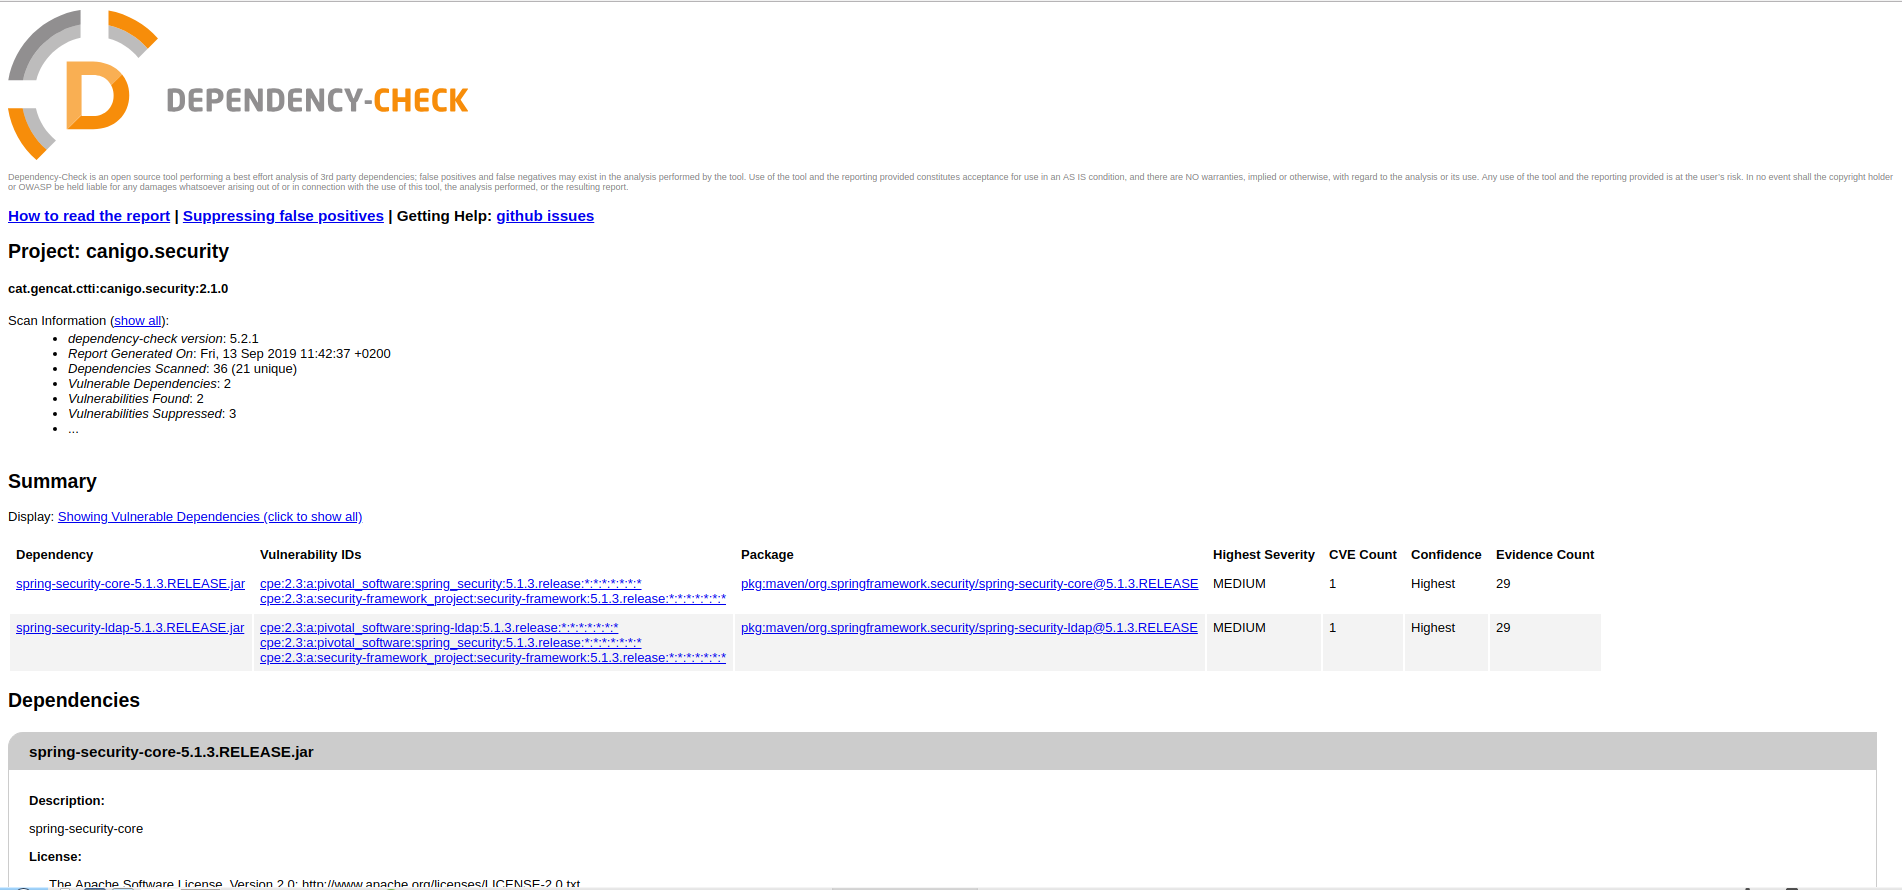 D
DEPENDENCY-CHECK
Dependency-Check is an open source tool performing a best effort analysis of 3rd party dependencies; false positives and false negatives may exist in the analysis performed by the tool. Use of the tool and the reporting provided constitutes acceptance for use in an AS IS condition, and there are NO warranties, implied or otherwise, with regard to the analysis or its use. Any use of the tool and the reporting provided is at the user's risk. In no event shall the copyright holder
or OWASP be held liable for any damages whatsoever arising out of or in connection with the use of this tool, the analysis performed, or the resulting report.
How to read the report | Suppressing false positives | Getting Help: github issues
Project: canigo.security
cat.gencat.ctti:canigo.security:2.1.0
Scan Information (show all):
• dependency-check version: 5.2.1
• Report Generated On: Fri, 13 Sep 2019 11:42:37 +0200
• Dependencies Scanned: 36 (21 unique)
• Vulnerable Dependencies: 2
• Vulnerabilities Found: 2
• Vulnerabilities Suppressed: 3
• ...
Summary
Display: Showing Vulnerable Dependencies (click to show all)
Dependency Vulnerability IDs Package Highest Severity CVE Count Confidence Evidence Count
spring-security-core-5.1.3.RELEASE.jar cpe:2.3:a:pivotal_software:spring_security:5.1.3.release:*:*:*:*:*:*:* pkg:maven/org.springframework.security/spring-security-core@5.1.3.RELEASE MEDIUM 1 Highest 29
cpe:2.3:a:security-framework_project:security-framework:5.1.3.release:*:*:*:*:*:*:*
spring-security-ldap-5.1.3.RELEASE.jar cpe:2.3:a:pivotal_software:spring-ldap:5.1.3.release:*:*:*:*:*:*:* pkg:maven/org.springframework.security/spring-security-ldap@5.1.3.RELEASE MEDIUM 1 Highest 29
cpe:2.3:a:pivotal_software:spring_security:5.1.3.release:*:*:*:*:*:*:*
cpe:2.3:a:security-framework_project:security-framework:5.1.3.release:*:*:*:*:*:*:*
Dependencies
spring-security-core-5.1.3.RELEASE.jar
Description:
spring-security-core
License:
The Apache Software License, Version 2.0: http://www.apache.org/licenses/LICENSE-2.0.txt